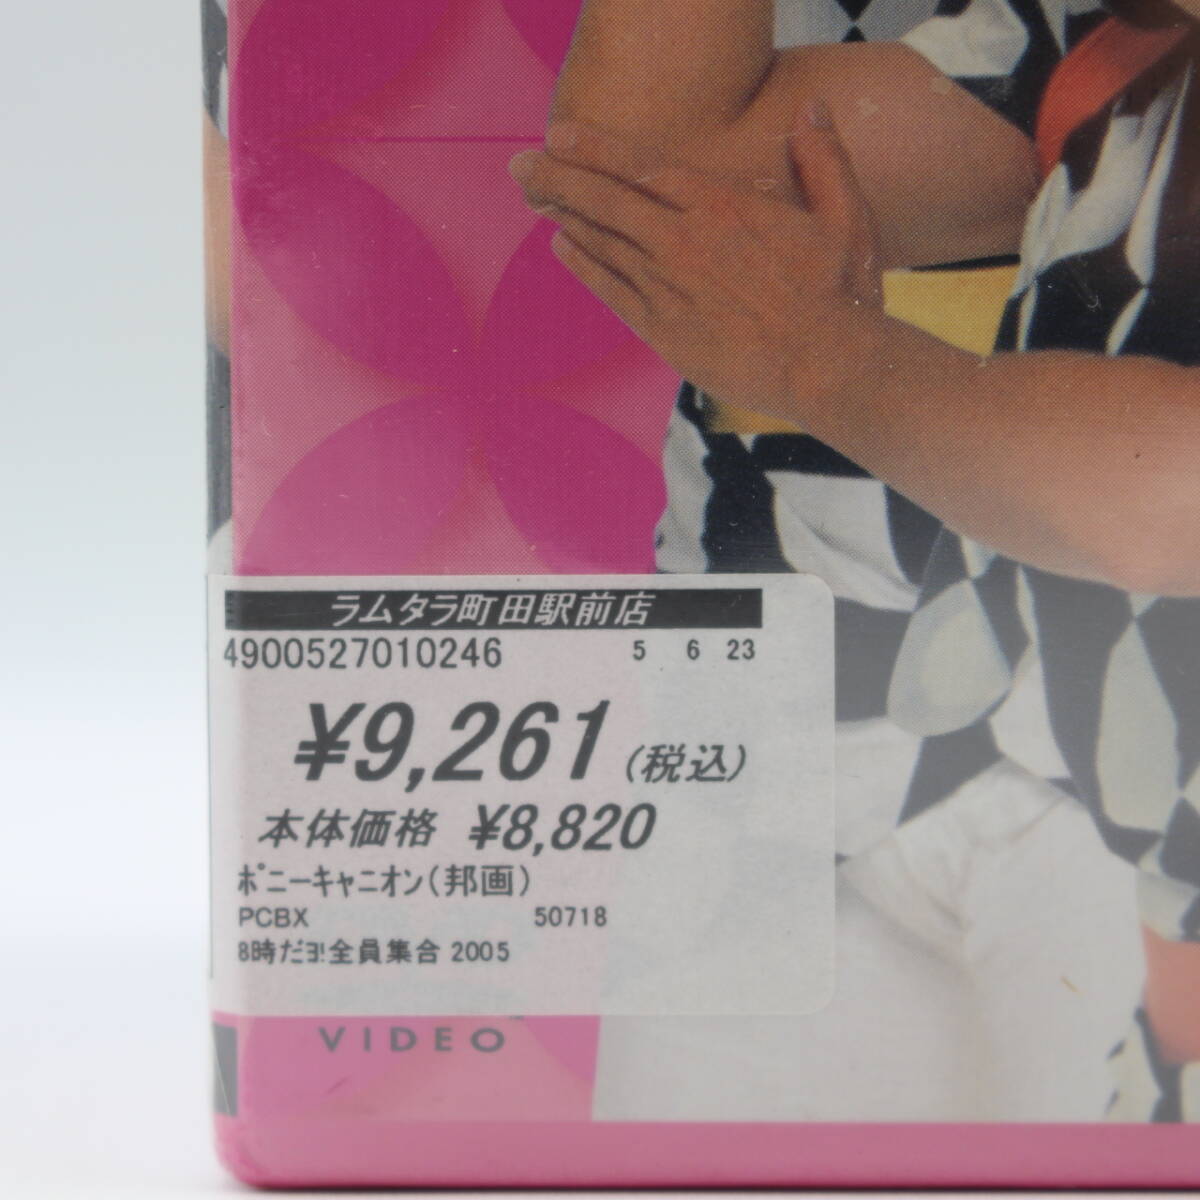 ラムタラ町田駅前店
4900527010246 5 6 23
¥9,261 (税込)
本体価格 ¥8,820
ポニーキャニオン(邦画)
PCBX 50718
8時だヨ!全員集合 2005
VIDEO